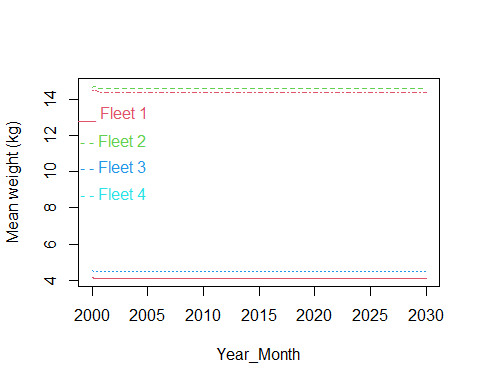 14
12
10
8
6
4
Mean weight (kg)
Fleet 1
Fleet 2
Fleet 3
Fleet 4
2000 2005 2010 2015 2020 2025 2030
Year_Month